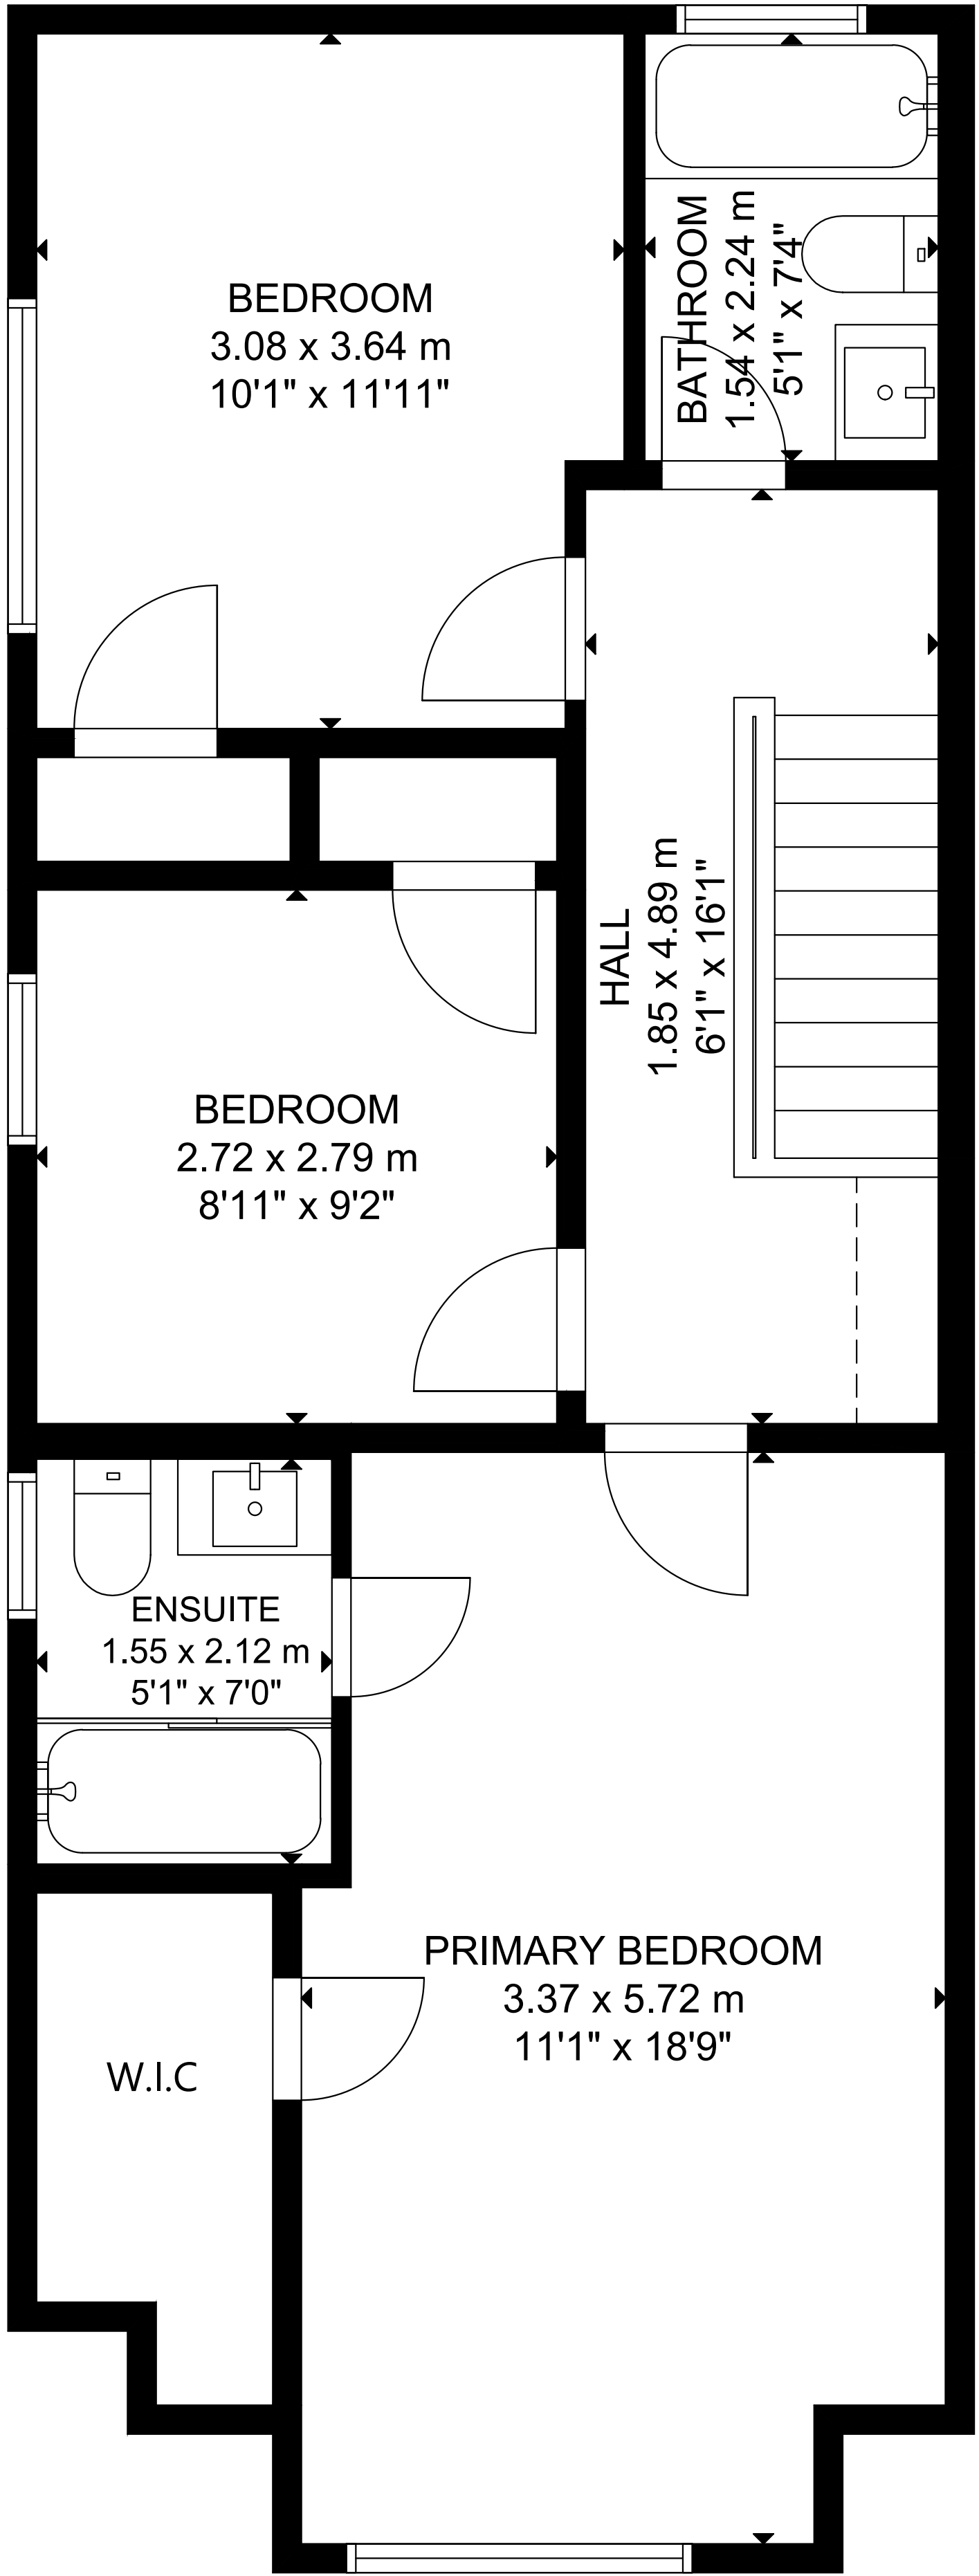 BEDROOM
3.08 x 3.64 m
10'1" x 11'11"
BATHROOM
1.54 x 2.24 m
5'1" x 7'4"
HALL
1.85 x 4.89 m
6'1" x 16'1"
BEDROOM
2.72 x 2.79 m
8'11" x 9'2"
ENSUITE
1.55 x 2.12 m
5'1" x 7'0"
PRIMARY BEDROOM
3.37 x 5.72 m
11'1" x 18'9"
W.I.C